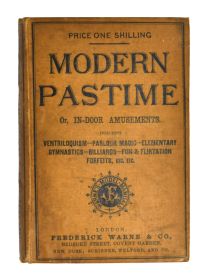 PRICE ONE SHILLING
MODERN
PASTIME
Or, IN-DOOR AMUSEMENTS.
VENTRILOQUISM—PARLOUR MAGIC—ELEMENTARY
GYMNASTICS—BILLIARDS—FUN & FLIRTATION
FORFEITS, ETC. ETC.
LONDON:
FREDERICK WARNE & CO.
BEDFORD STREET, COVENT GARDEN,
NEW YORK: SCRIBNER, WELFORD, AND CO.